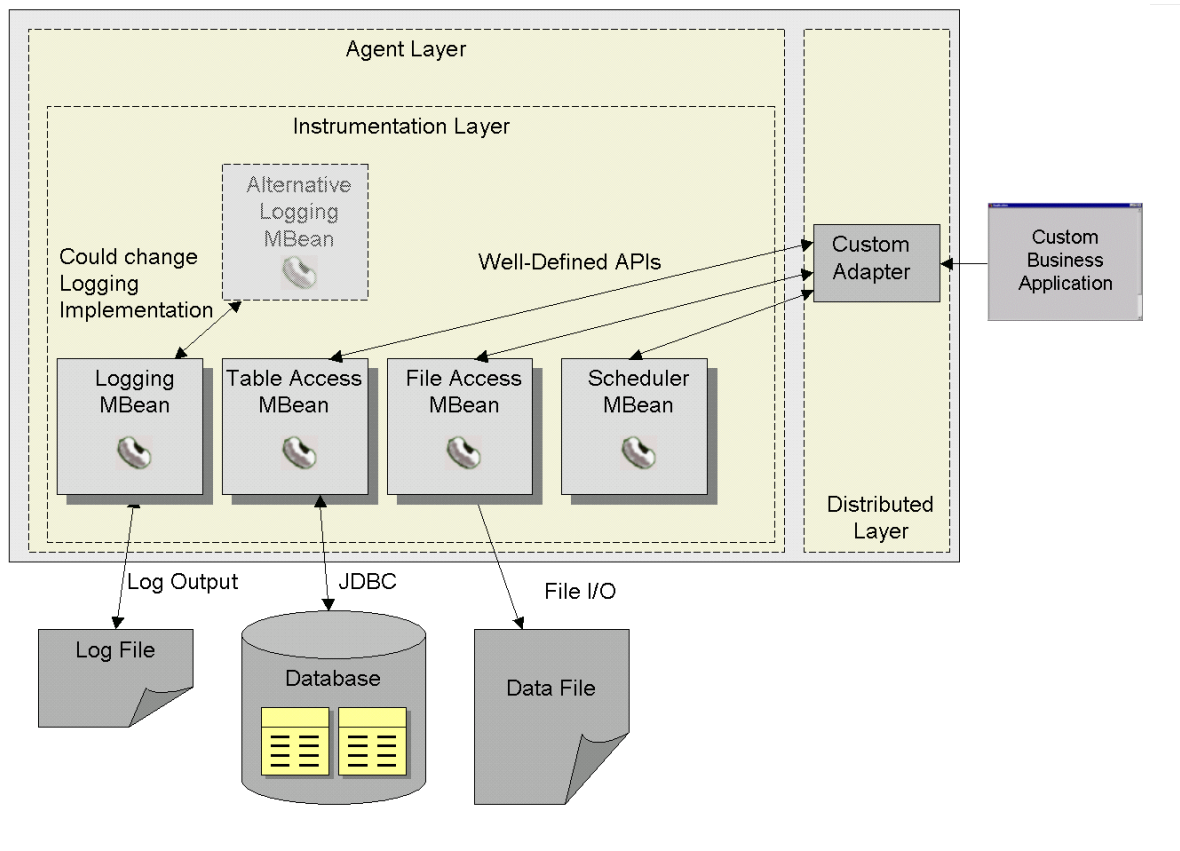 Agent Layer
Instrumentation Layer
Alternative
Logging
MBean
Could change
Logging
Implementation
Well-Defined APIs
Custom
Adapter
Custom
Business
Application
Logging
MBean
Table Access
MBean
File Access
MBean
Scheduler
MBean
Distributed
Layer
Log Output
JDBC
File I/O
Log File
Database
Data File